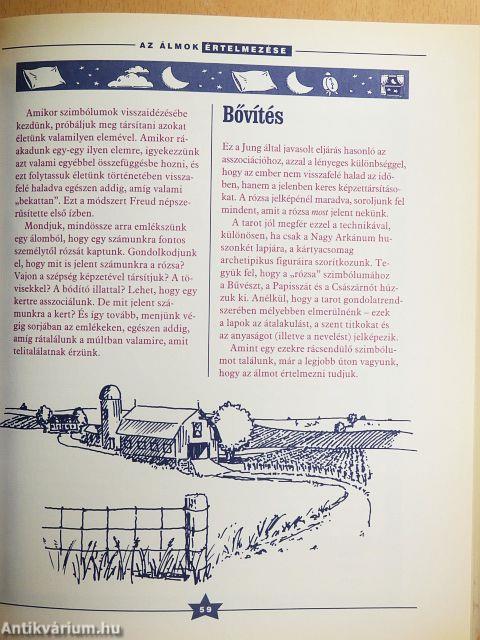 AZ ÁLMOK ÉRTELMEZÉSE
Amikor szimbólumok visszaidézésébe
kezdünk, próbáljuk meg társítani azokat
életünk valamilyen elemével. Amikor rá-
akadunk egy-egy ilyen elemre, igyekezzünk
azt valami egyébbel összefüggésbe hozni, és
ezt folytassuk életünk történetében vissza-
felé haladva egészen addig, amíg valami
„bekattan”. Ezt a módszert Freud népsze-
rűsítette első ízben.
Mondjuk, mindössze arra emlékszünk
egy álomból, hogy egy számunkra fontos
személytől rózsát kaptunk. Gondolkodjunk
el, hogy mit is jelent számunkra a rózsa?
Vajon a szépség képzetével társítjuk? A tö-
visekkel? A bódító illattal? Lehet, hogy egy
kertre asszociálunk. De mit jelent szá-
munkra a kert? És így tovább, menjünk vé-
gig sorjában az emlékeken, egészen addig,
amíg rátalálunk a múltban valamire, amit
telitalálatnak érzünk.
Bővítés
Ez a Jung által javasolt eljárás hasonló az
asszociációhoz, azzal a lényeges különbséggel,
hogy az ember nem visszafelé halad az idő-
ben, hanem a jelenben keres képzettársításo-
kat. A rózsa jelképénél maradva, soroljunk fel
mindent, amit a rózsa most jelent nekünk.
A tarot jól megfér ezzel a technikával,
különösen, ha csak a Nagy Arkánum hu-
szonkét lapjára, a kártyacsomag
archetipikus figuráira szorítkozunk. Te-
gyük fel, hogy a „rózsa” szimbólumához
a Bűvészt, a Papisszát és a Császárnőt húz-
zuk ki. Anélkül, hogy a tarot gondolatrend-
szerében mélyebben elmerülnénk – ezek
a lapok az átalakulást, a szent titkokat és
az anyaságot (illetve a nevelést) jelképezik.
Amint egy ezekre rácsendülő szimbólu-
mot találunk, már a legjobb úton vagyunk,
hogy az álmot értelmezni tudjuk.
59
Antikvárium.hu